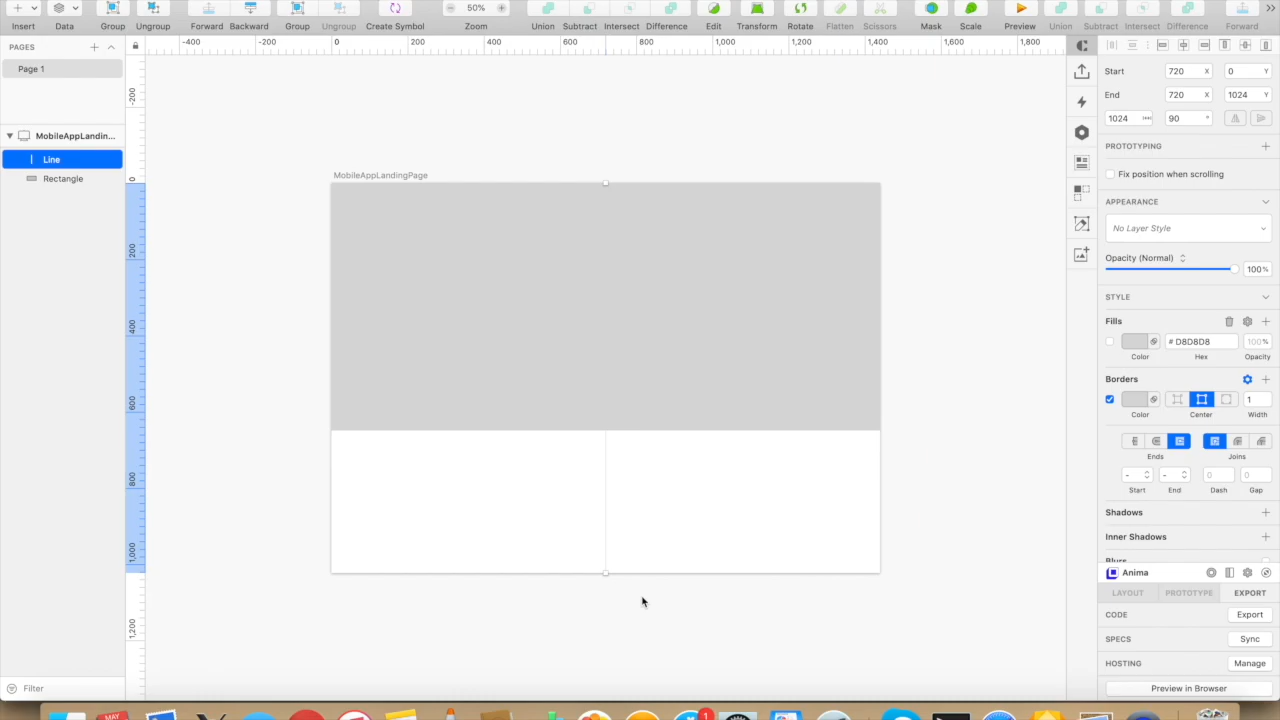 50%
Insert Data Group Ungroup Forward Backward Group Ungroup Create Symbol Zoom Union Subtract Intersect Difference Edit Transform Rotate Flatten Scissors Mask Scale Preview Union Subtract Intersect Difference Forward
PAGES
Page 1
MobileAppLandin...
Line
Rectangle
Filter
-400 -200 0 200 400 600 800 1,000 1,200 1,400 1,600 1,800
-200
0
200
400
600
800
1,000
1,200
MobileAppLandingPage
Start 720 X 0 Y
End 720 X 1024 Y
1024 90 °
PROTOTYPING
Fix position when scrolling
APPEARANCE
No Layer Style
Opacity (Normal)
100%
STYLE
Fills
# D8D8D8 100%
Color Hex Opacity
Borders
1
Color Center Width
Ends Joins
- - 0 0
Start End Dash Gap
Shadows
Inner Shadows
Blurs
Anima
LAYOUT PROTOTYPE EXPORT
CODE Export
SPECS Sync
HOSTING Manage
Preview in Browser
MAY
1